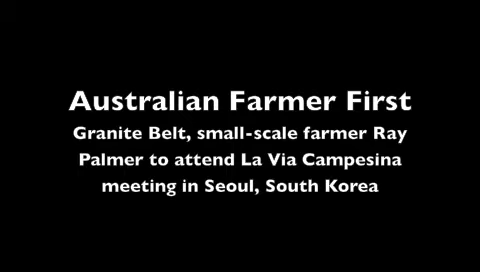 Australian Farmer First
Granite Belt, small-scale farmer Ray
Palmer to attend La Via Campesina
meeting in Seoul, South Korea